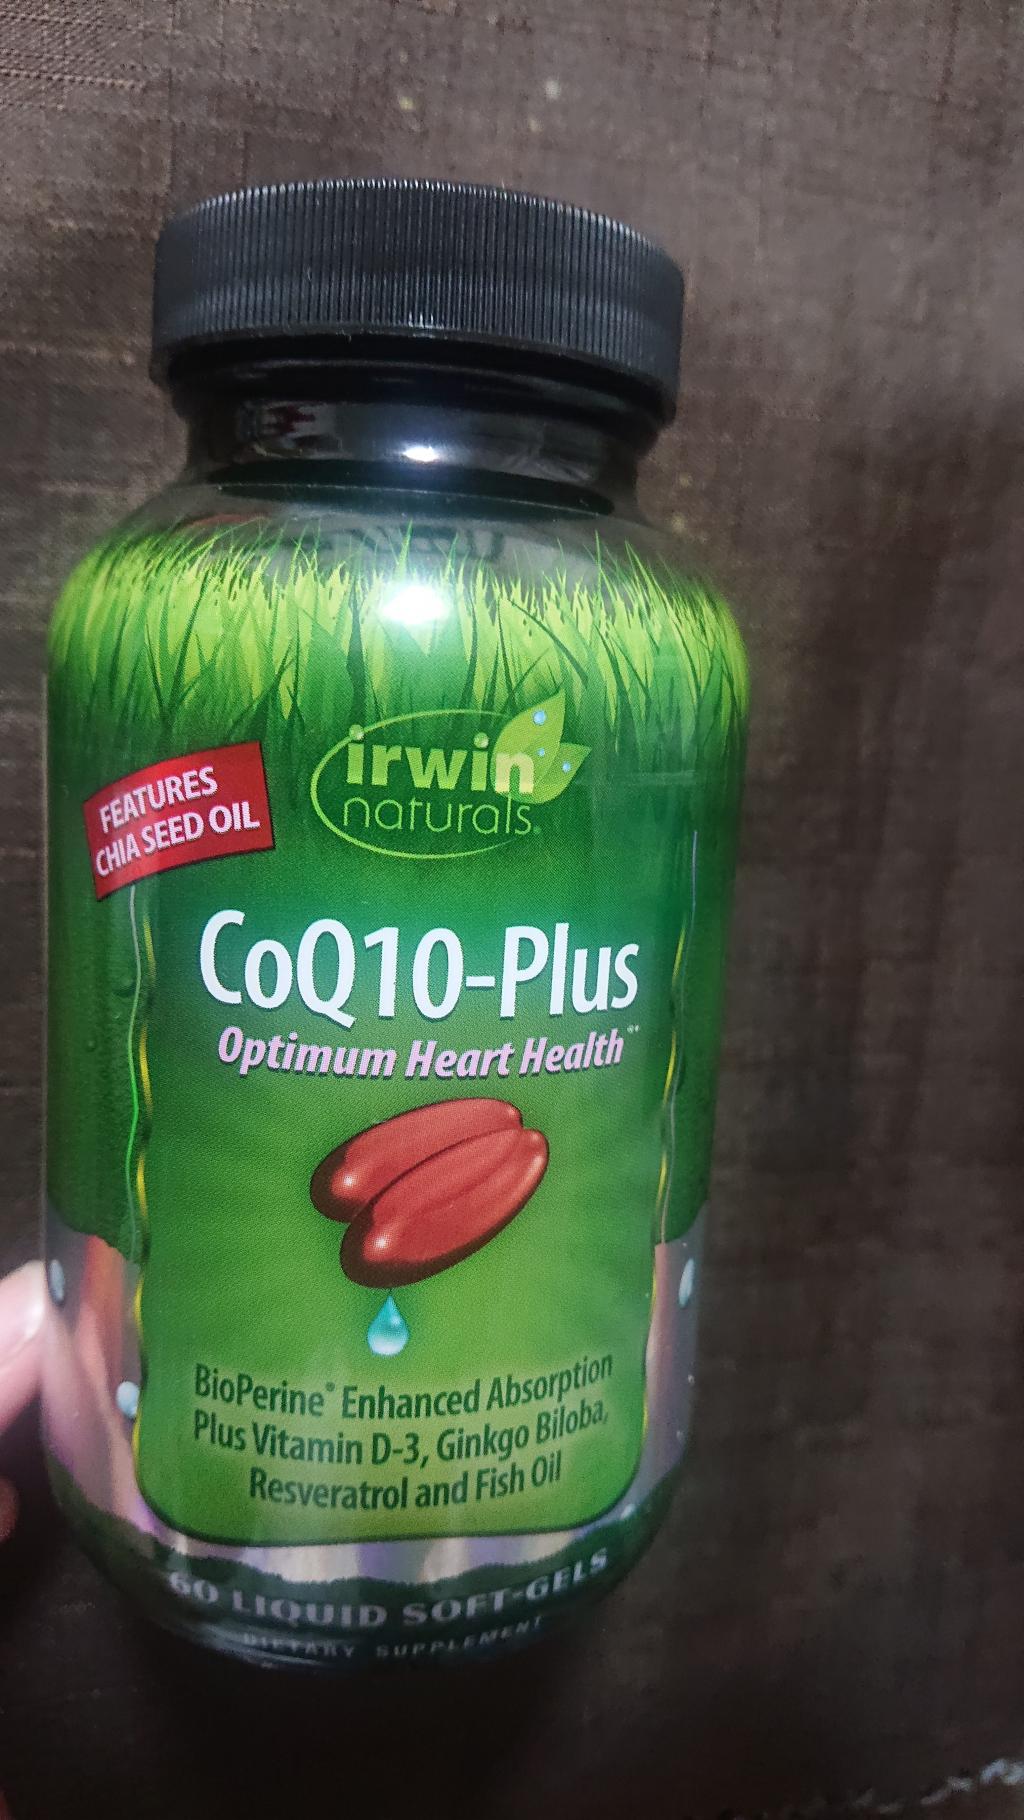 irwin
naturals.
FEATURES
CHIA SEED OIL
CoQ10-Plus
Optimum Heart Health
BioPerine® Enhanced Absorption
Plus Vitamin D-3, Ginkgo Biloba,
Resveratrol and Fish Oil
60 LIQUID SOFT-GELS
DIETARY SUPPLEMENT